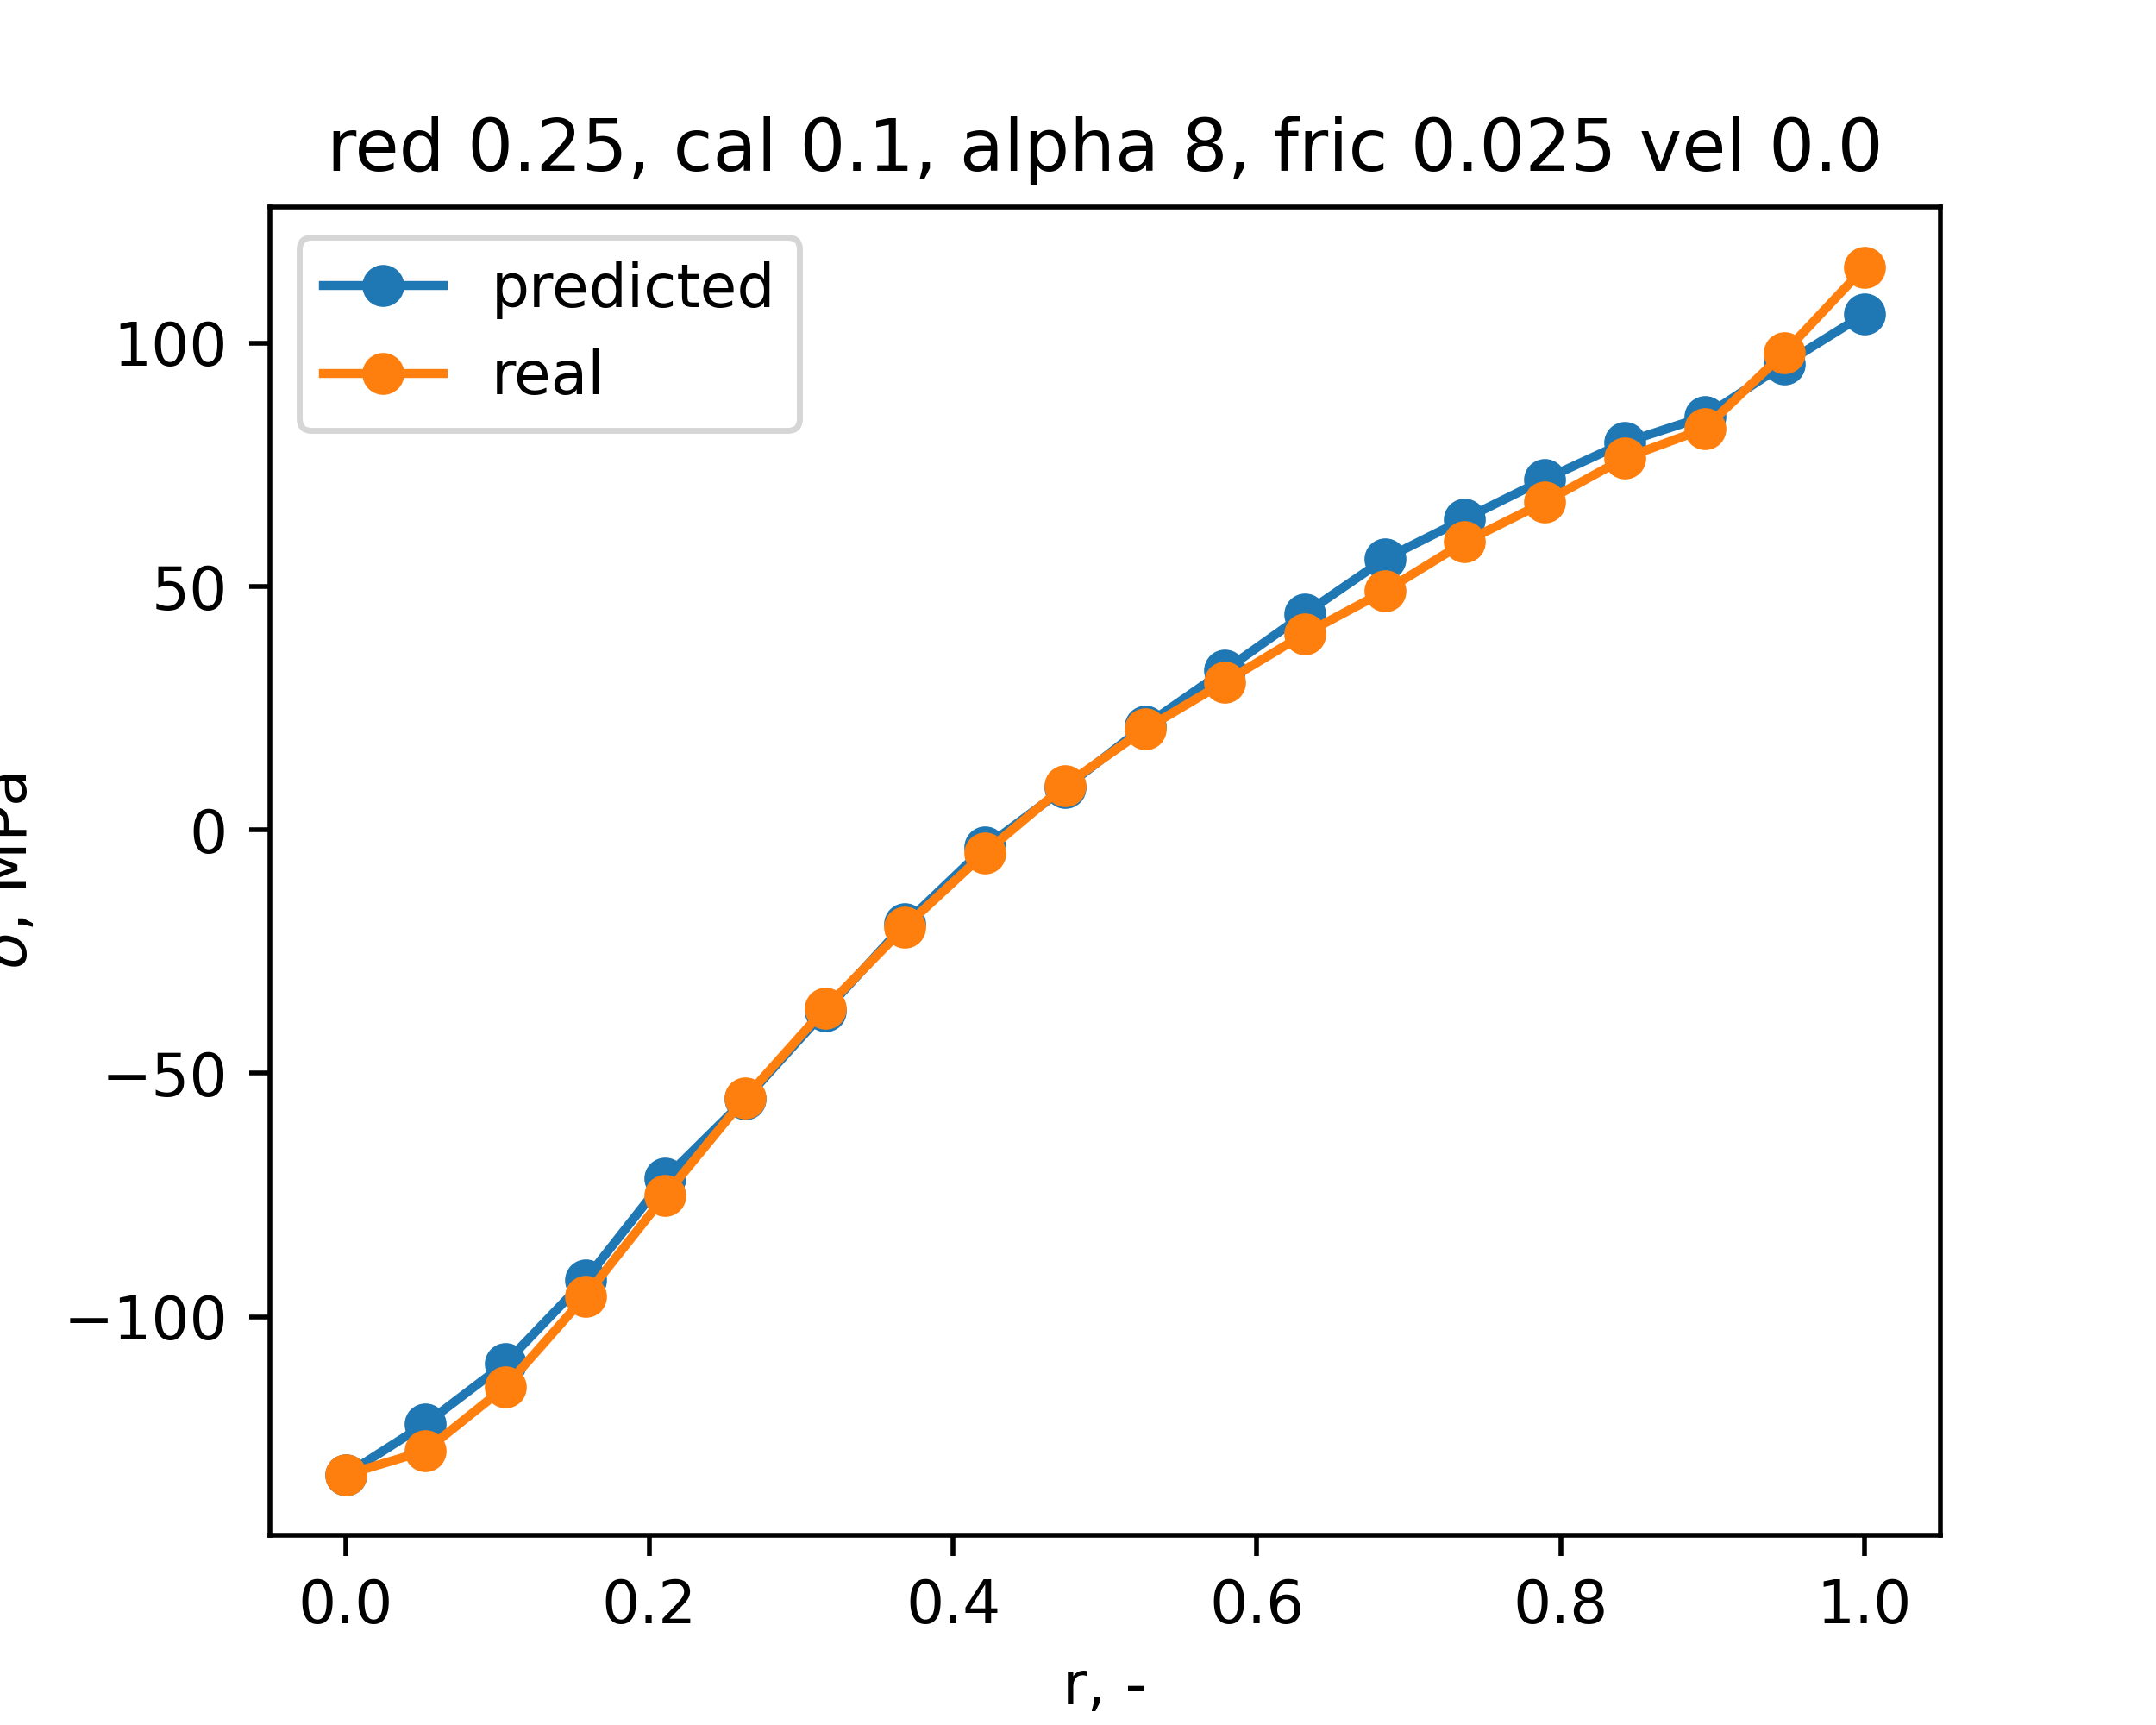 red 0.25, cal 0.1, alpha 8, fric 0.025 vel 0.0
predicted
real
100
50
0
−50
−100
σ, MPa
0.0 0.2 0.4 0.6 0.8 1.0
r, -